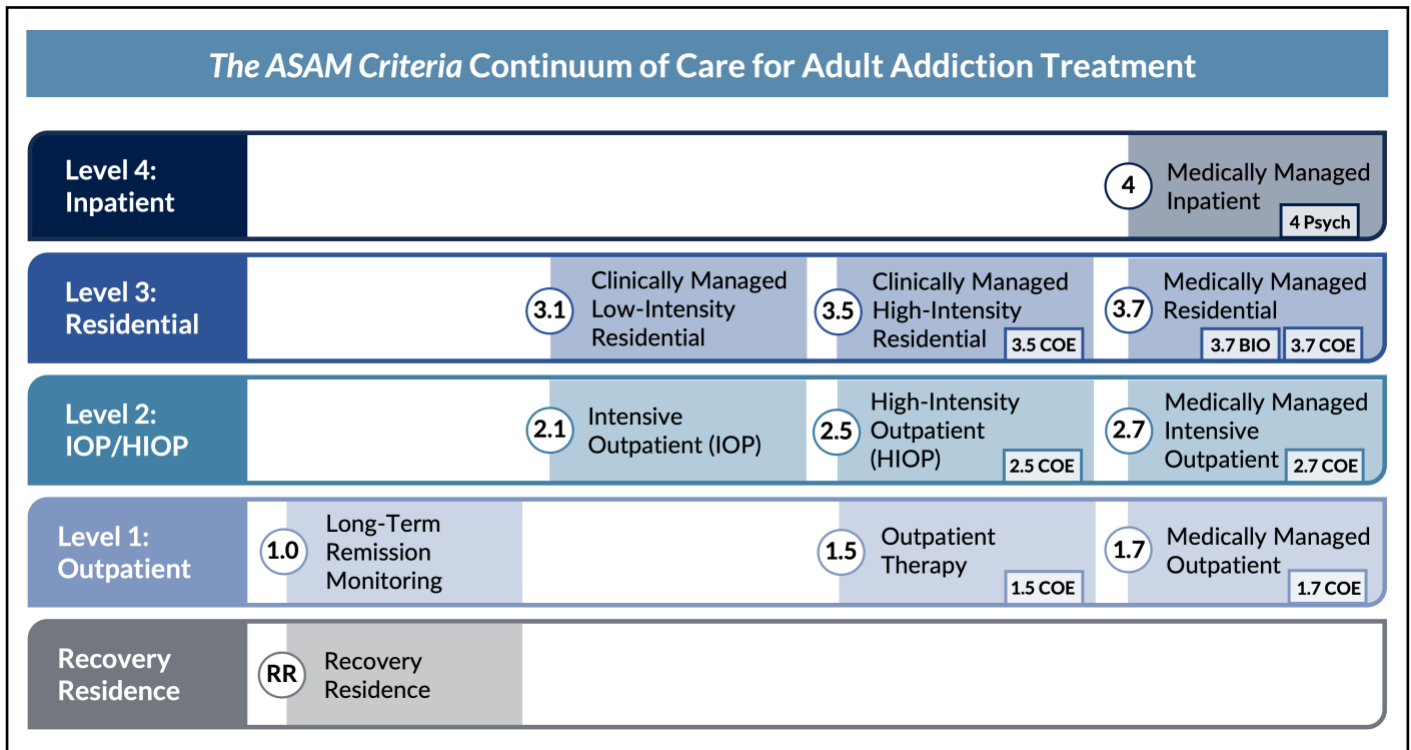 The ASAM Criteria Continuum of Care for Adult Addiction Treatment
Level 4:
Inpatient
4
Medically Managed
Inpatient
4 Psych
Level 3:
Residential
3.1
Clinically Managed
Low-Intensity
Residential
3.5
Clinically Managed
High-Intensity
Residential
3.5 COE
3.7
Medically Managed
Residential
3.7 BIO
3.7 COE
Level 2:
IOP/HIOP
2.1
Intensive
Outpatient (IOP)
2.5
High-Intensity
Outpatient
(HIOP)
2.5 COE
2.7
Medically Managed
Intensive
Outpatient
2.7 COE
Level 1:
Outpatient
1.0
Long-Term
Remission
Monitoring
1.5
Outpatient
Therapy
1.5 COE
1.7
Medically Managed
Outpatient
1.7 COE
Recovery
Residence
RR
Recovery
Residence